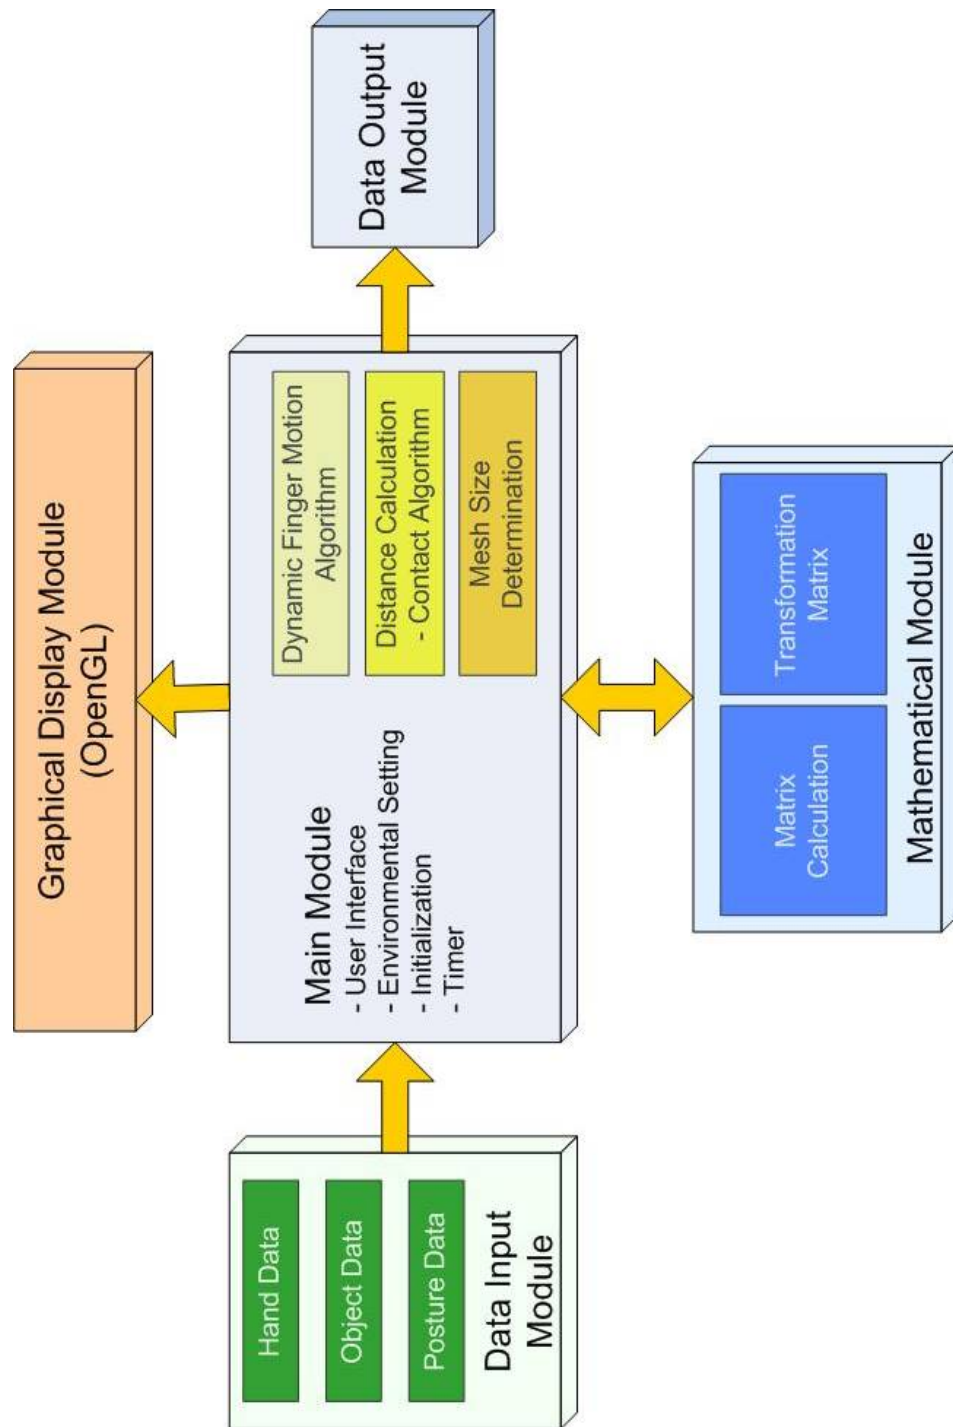 Graphical Display Module
(OpenGL)
Hand Data
Object Data
Posture Data
Data Input
Module
Main Module
- User Interface
- Environmental Setting
- Initialization
- Timer
Dynamic Finger Motion
Algorithm
Distance Calculation
- Contact Algorithm
Mesh Size
Determination
Data Output
Module
Matrix
Calculation
Transformation
Matrix
Mathematical Module